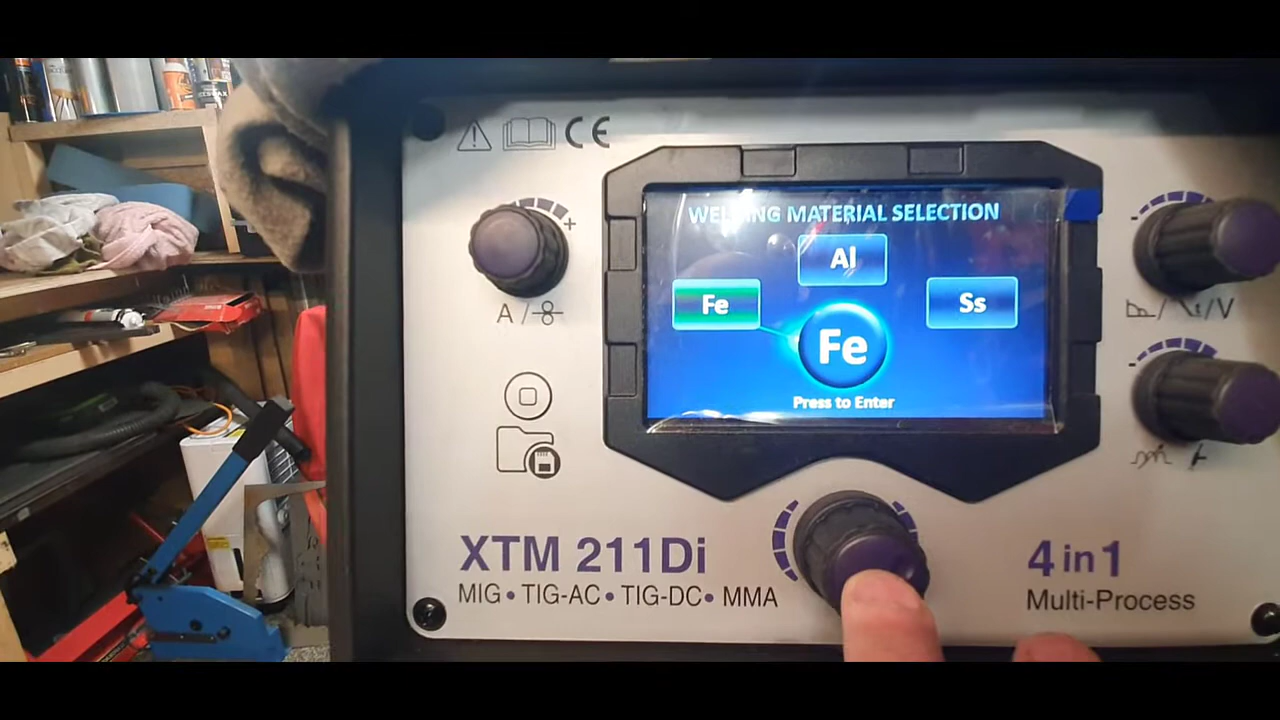 CE
WELDING MATERIAL SELECTION
Al
Fe
Ss
Fe
Press to Enter
- +
A /
-
/ /V
-
XTM 211Di
MIG • TIG-AC • TIG-DC • MMA
4 in 1
Multi-Process